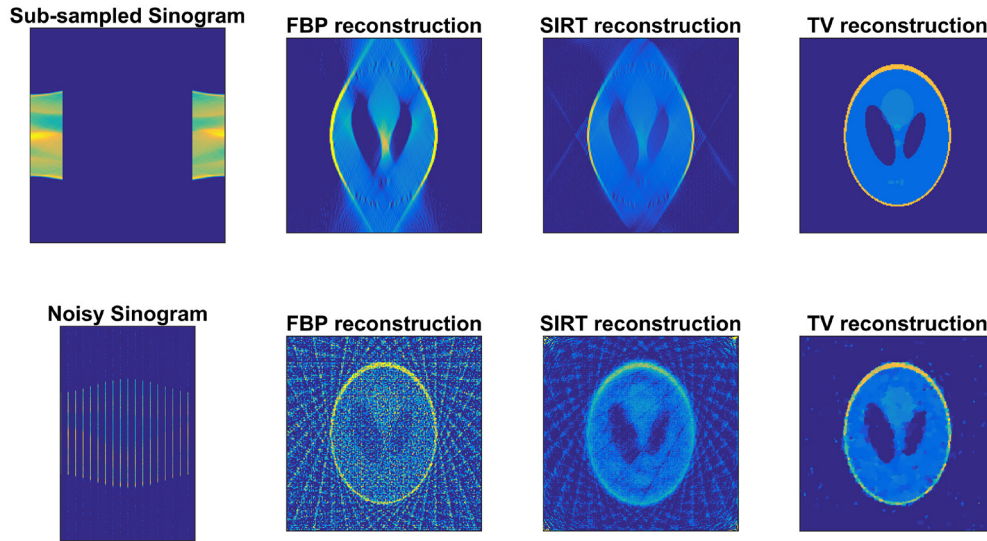 Sub-sampled Sinogram
FBP reconstruction
SIRT reconstruction
TV reconstruction
Noisy Sinogram
FBP reconstruction
SIRT reconstruction
TV reconstruction